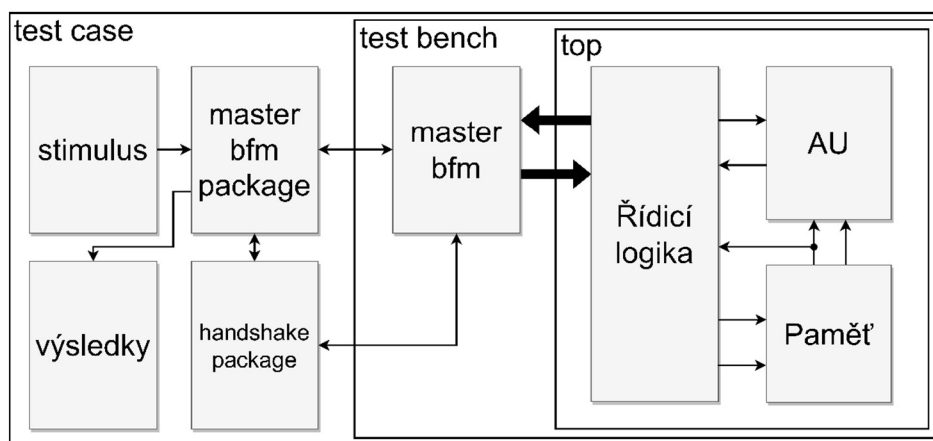 test case
test bench
top
stimulus
master
bfm
package
master
bfm
AU
Řídicí
logika
výsledky
handshake
package
Paměť